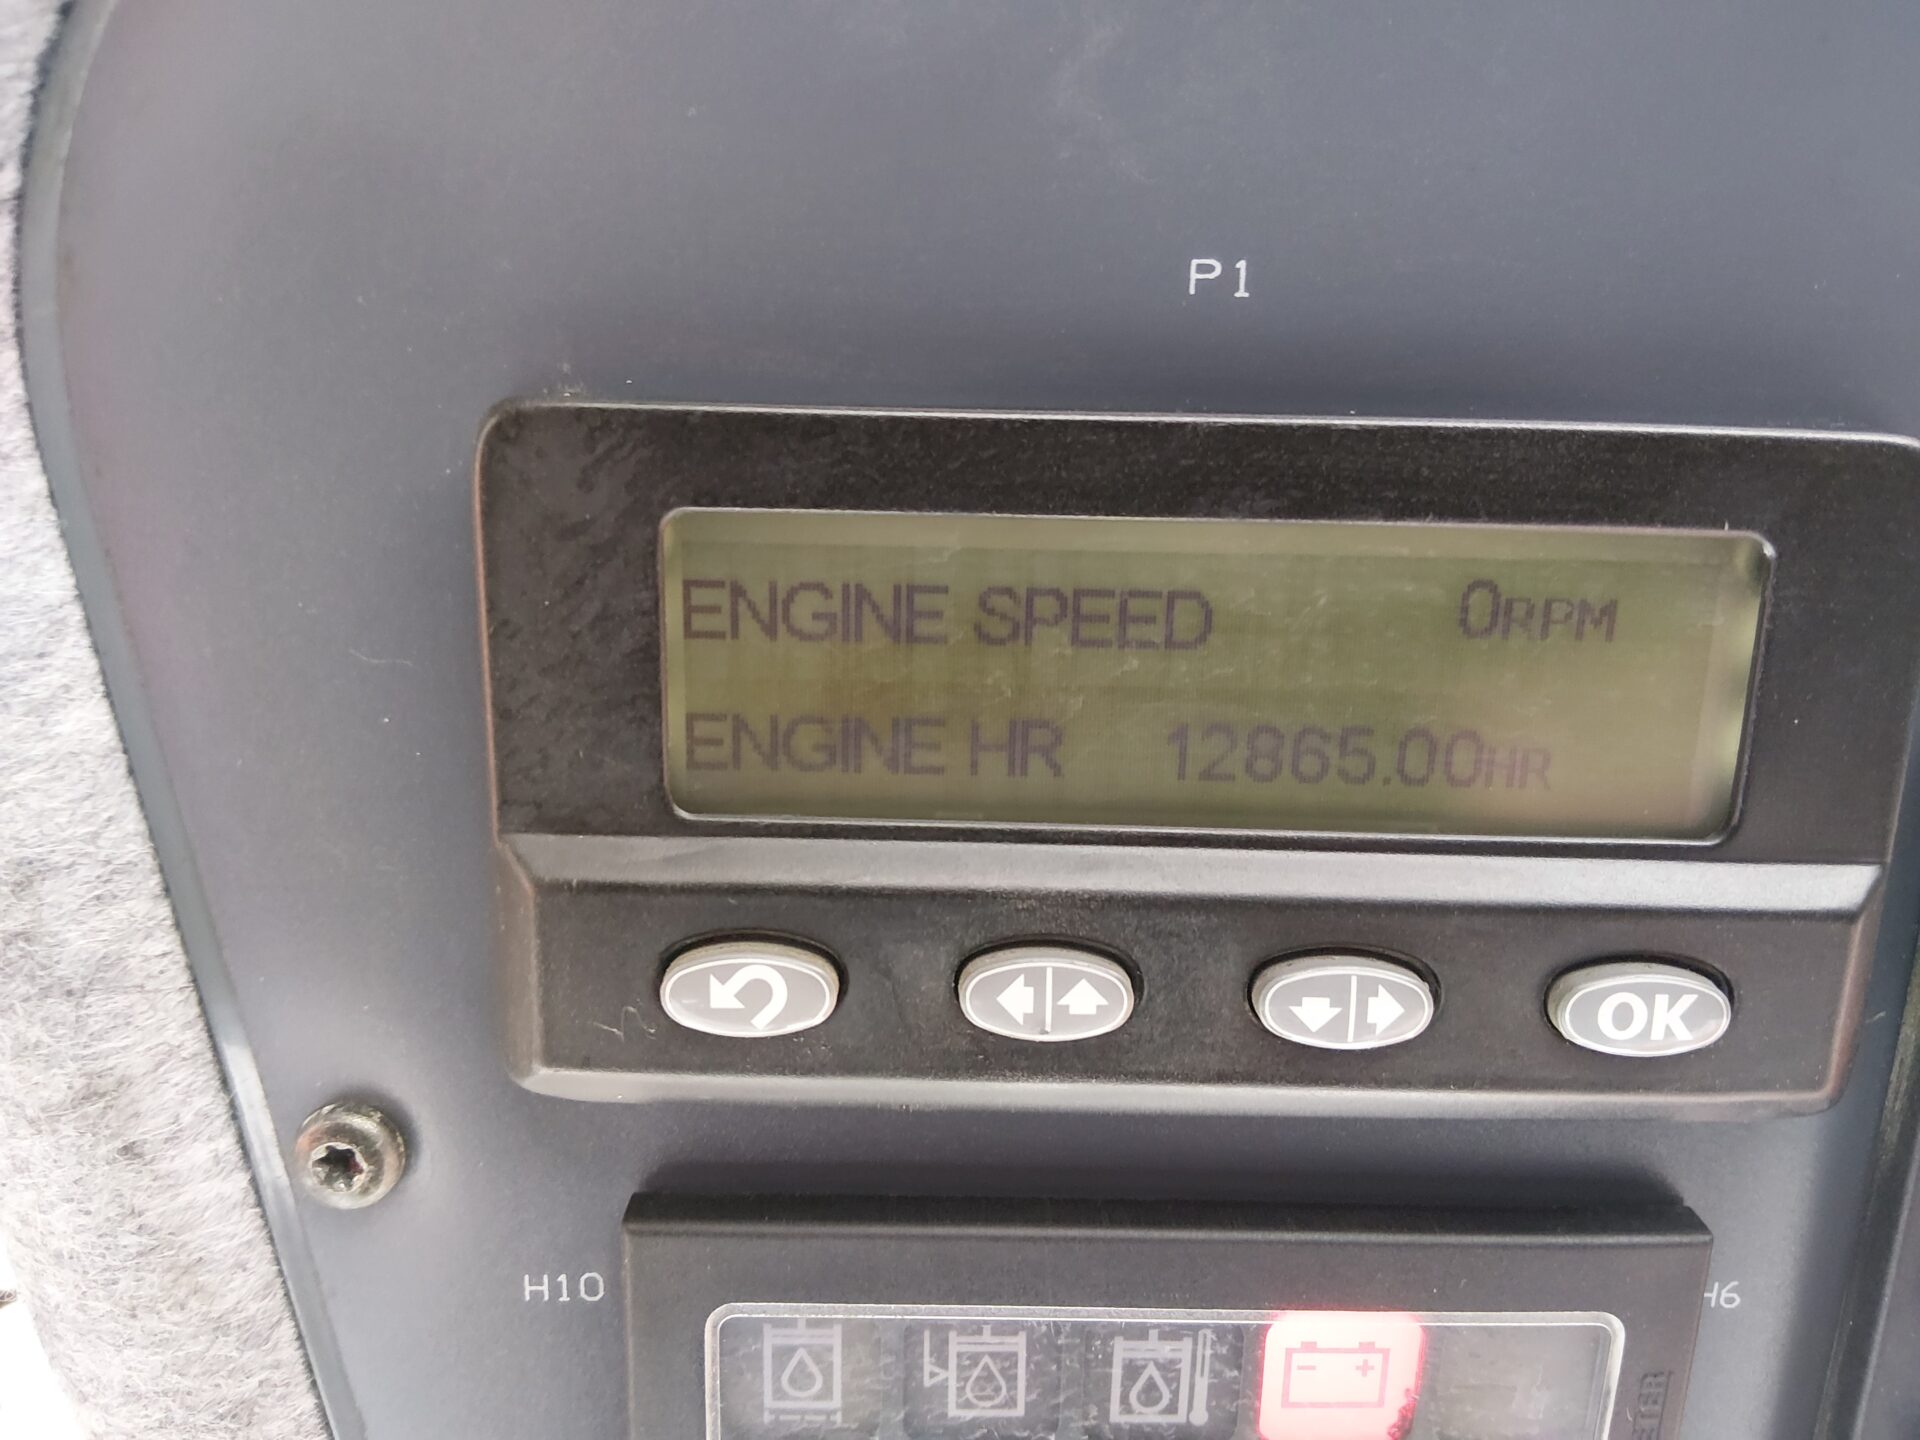 P1
ENGINE SPEED 0RPM
ENGINE HR 12865.00HR
OK
H10
H6